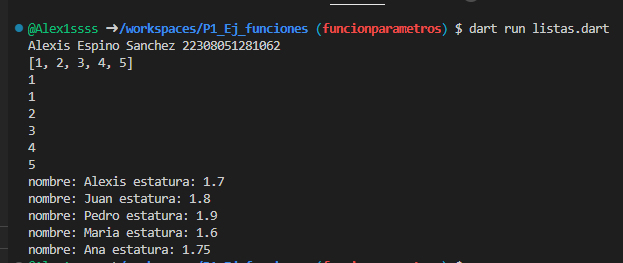 @Alex1ssss ➜/workspaces/P1_Ej_funciones (funcionparametros) $ dart run listas.dart
Alexis Espino Sanchez 22308051281062
[1, 2, 3, 4, 5]
1
1
2
3
4
5
nombre: Alexis estatura: 1.7
nombre: Juan estatura: 1.8
nombre: Pedro estatura: 1.9
nombre: Maria estatura: 1.6
nombre: Ana estatura: 1.75